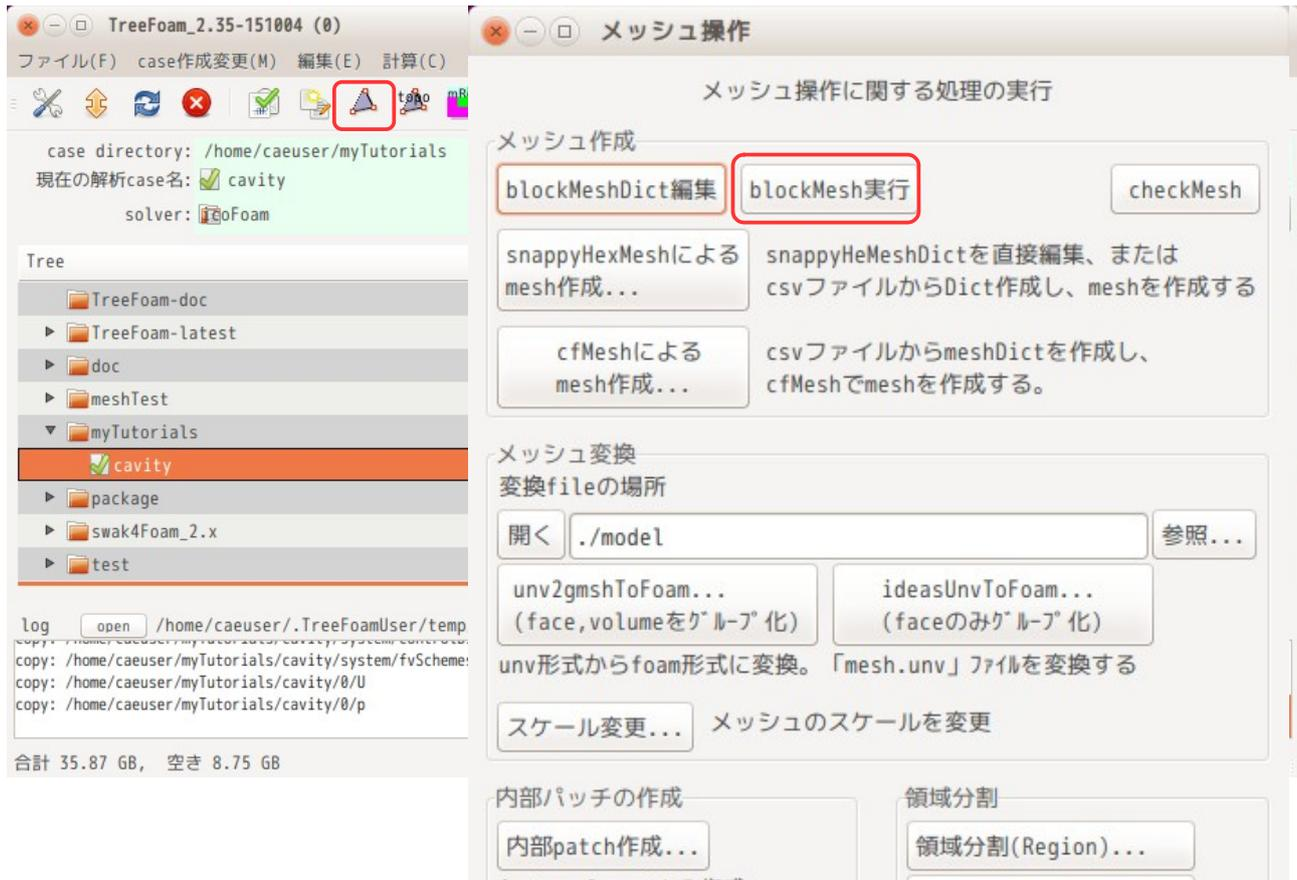 TreeFoam_2.35-151004 (0)
ファイル(F) case作成変更(M) 編集(E) 計算(C)
case directory: /home/caeuser/myTutorials
現在の解析case名: cavity
solver: icoFoam
Tree
TreeFoam-doc
TreeFoam-latest
doc
meshTest
myTutorials
cavity
package
swak4Foam_2.x
test
log open /home/caeuser/.TreeFoamUser/temp
copy: /home/caeuser/myTutorials/cavity/system/fvSchemes
copy: /home/caeuser/myTutorials/cavity/0/U
copy: /home/caeuser/myTutorials/cavity/0/p
合計 35.87 GB, 空き 8.75 GB
メッシュ操作
メッシュ操作に関する処理の実行
メッシュ作成
blockMeshDict編集 blockMesh実行 checkMesh
snappyHexMeshによる
mesh作成...
snappyHeMeshDictを直接編集、または
csvファイルからDict作成し、meshを作成する
cfMeshによる
mesh作成...
csvファイルからmeshDictを作成し、
cfMeshでmeshを作成する。
メッシュ変換
変換fileの場所
開く ./model 参照...
unv2gmshToFoam...
(face,volumeをｸﾞﾙｰﾌﾟ化)
ideasUnvToFoam...
(faceのみｸﾞﾙｰﾌﾟ化)
unv形式からfoam形式に変換。「mesh.unv」ﾌｧｲﾙを変換する
スケール変更... メッシュのスケールを変更
内部パッチの作成
内部patch作成...
領域分割
領域分割(Region)...